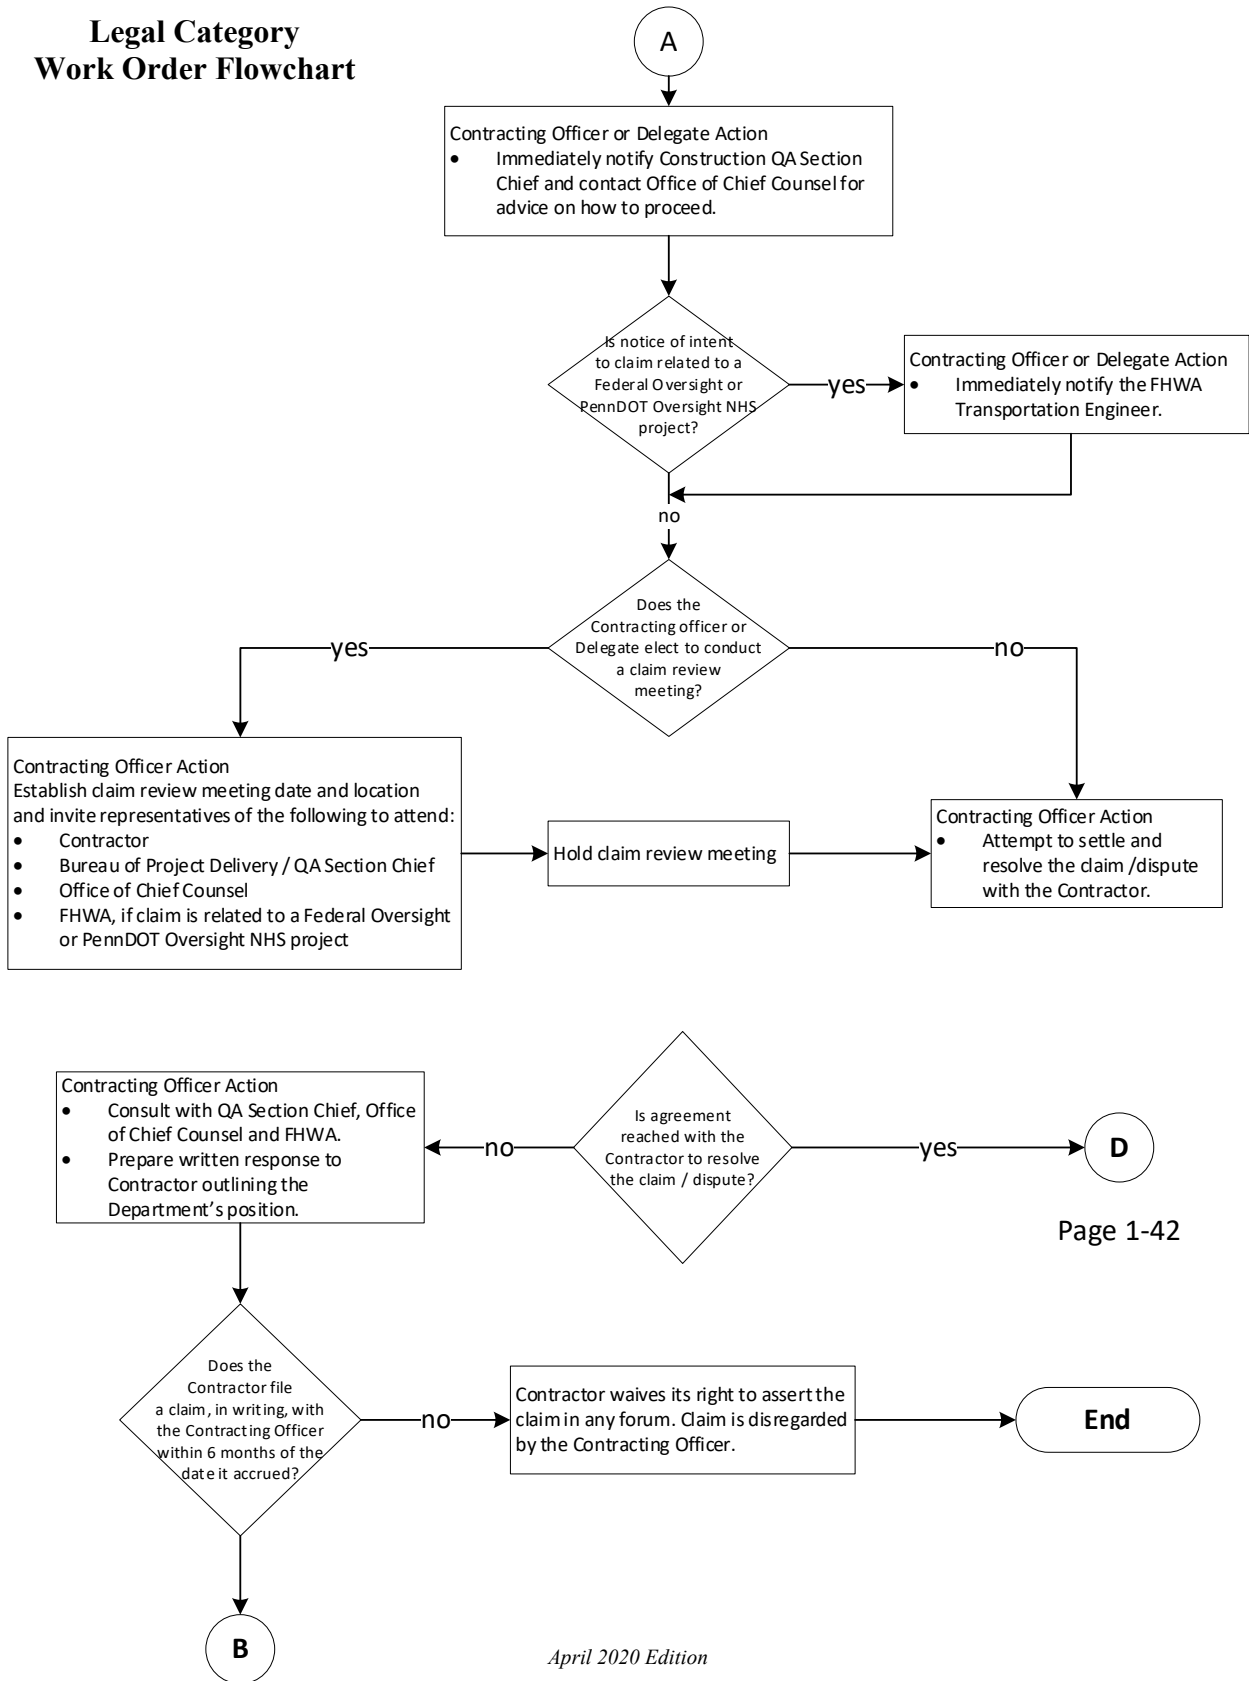 Legal Category
Work Order Flowchart
A
Contracting Officer or Delegate Action
• Immediately notify Construction QA Section
Chief and contact Office of Chief Counsel for
advice on how to proceed.
Is notice of intent
to claim related to a
Federal Oversight or
PennDOT Oversight NHS
project?
yes
Contracting Officer or Delegate Action
• Immediately notify the FHWA
Transportation Engineer.
no
Does the
Contracting officer or
Delegate elect to conduct
a claim review
meeting?
yes
no
Contracting Officer Action
Establish claim review meeting date and location
and invite representatives of the following to attend:
• Contractor
• Bureau of Project Delivery / QA Section Chief
• Office of Chief Counsel
• FHWA, if claim is related to a Federal Oversight
or PennDOT Oversight NHS project
Hold claim review meeting
Contracting Officer Action
• Attempt to settle and
resolve the claim /dispute
with the Contractor.
Contracting Officer Action
• Consult with QA Section Chief, Office
of Chief Counsel and FHWA.
• Prepare written response to
Contractor outlining the
Department’s position.
no
Is agreement
reached with the
Contractor to resolve
the claim / dispute?
yes
D
Page 1-42
Does the
Contractor file
a claim, in writing, with
the Contracting Officer
within 6 months of the
date it accrued?
no
Contractor waives its right to assert the
claim in any forum. Claim is disregarded
by the Contracting Officer.
End
B
April 2020 Edition